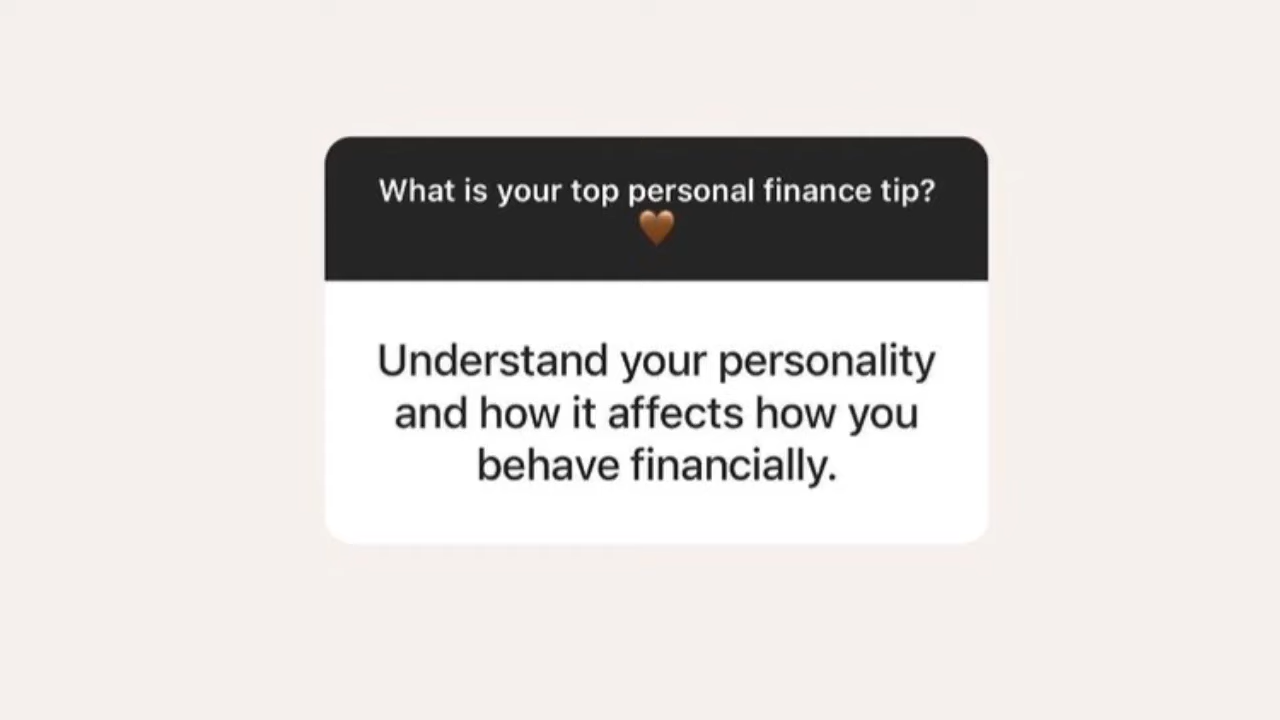 What is your top personal finance tip?
🤎
Understand your personality
and how it affects how you
behave financially.